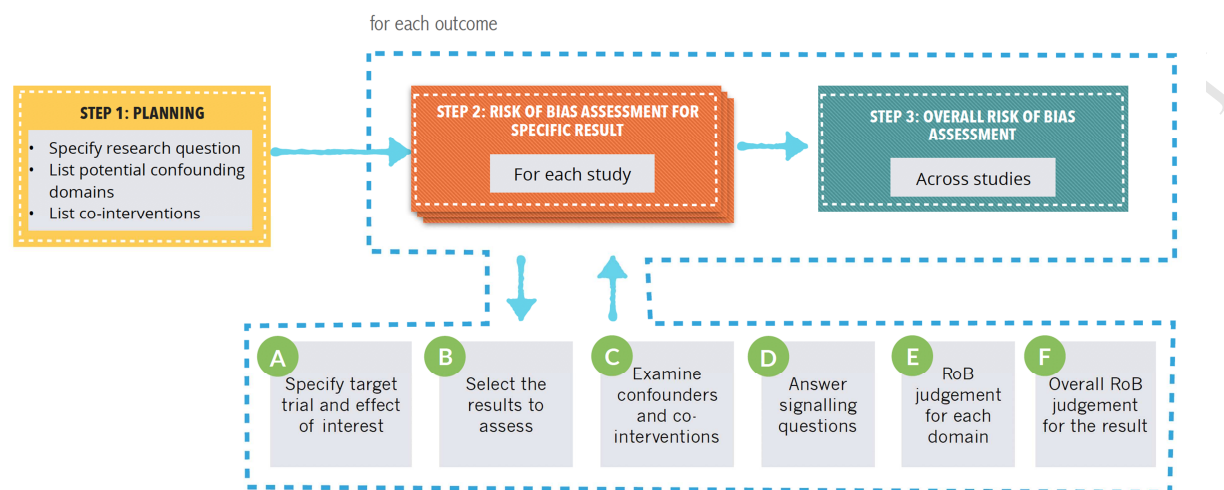 for each outcome
STEP 1: PLANNING
• Specify research question
• List potential confounding
domains
• List co-interventions
STEP 2: RISK OF BIAS ASSESSMENT FOR
SPECIFIC RESULT
For each study
STEP 3: OVERALL RISK OF BIAS
ASSESSMENT
Across studies
A
Specify target
trial and effect
of interest
B
Select the
results to
assess
C
Examine
confounders
and co-
interventions
D
Answer
signalling
questions
E
RoB
judgement
for each
domain
F
Overall RoB
judgement
for the result